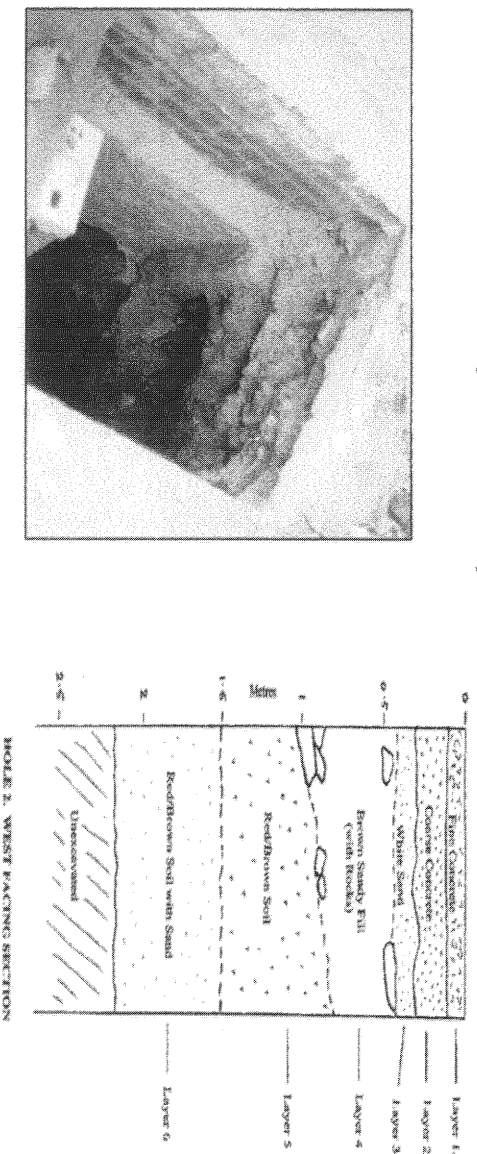 0
0·5
1
1·5
2
2·5
Metres
Fine Concrete
Coarse Concrete
White Sand
Brown Sandy Fill
(with Rocks)
Red/Brown Soil
Red/Brown Soil with Sand
Unexcavated
Layer 1.
Layer 2
Layer 3
Layer 4
Layer 5
Layer 6
HOLE 2. WEST FACING SECTION